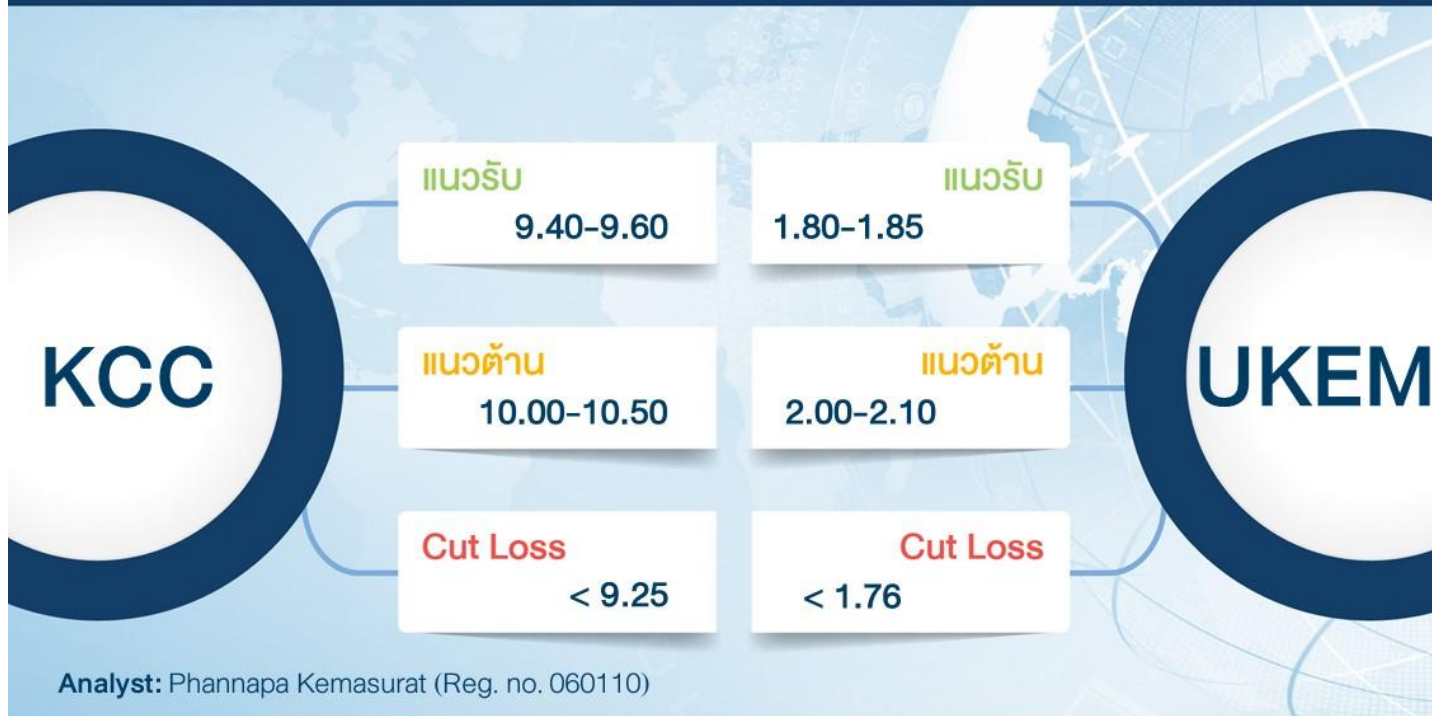 KCC
แนวรับ
9.40-9.60
แนวต้าน
10.00-10.50
Cut Loss
< 9.25
แนวรับ
1.80-1.85
แนวต้าน
2.00-2.10
Cut Loss
< 1.76
UKEM
Analyst: Phannapa Kemasurat (Reg. no. 060110)